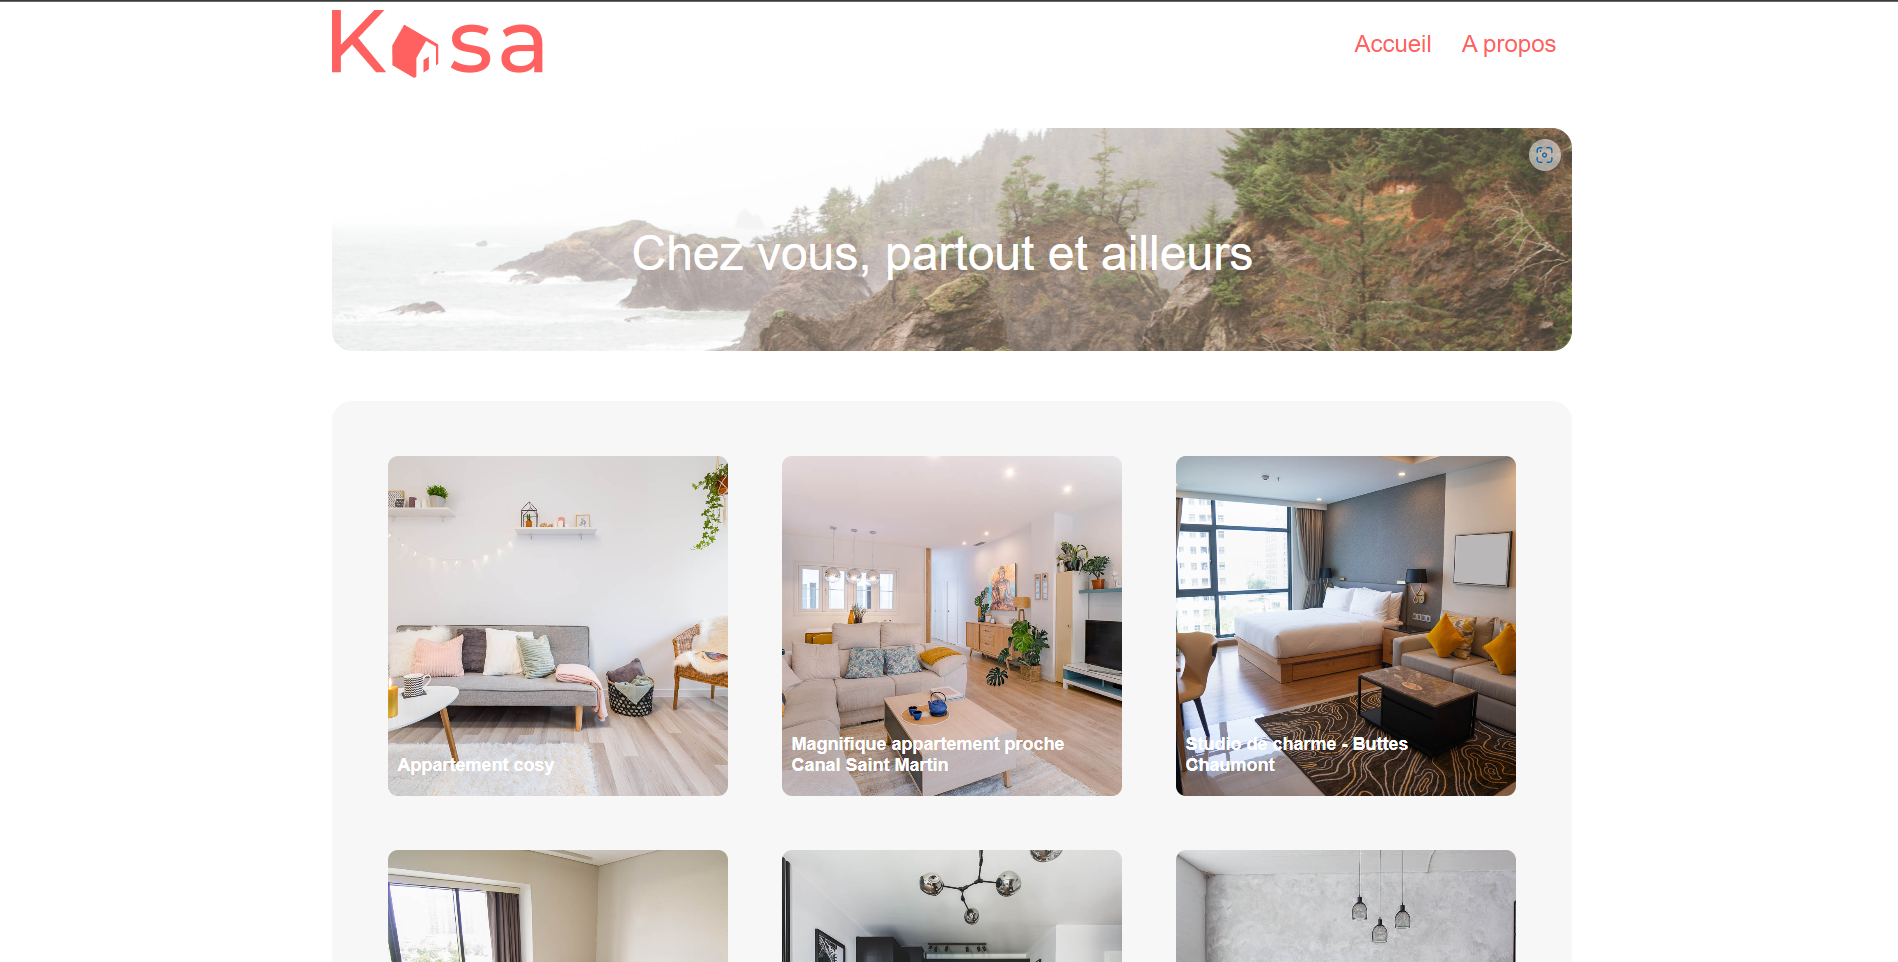 Kasa
Accueil A propos
Chez vous, partout et ailleurs
Appartement cosy
Magnifique appartement proche
Canal Saint Martin
Studio de charme - Buttes
Chaumont